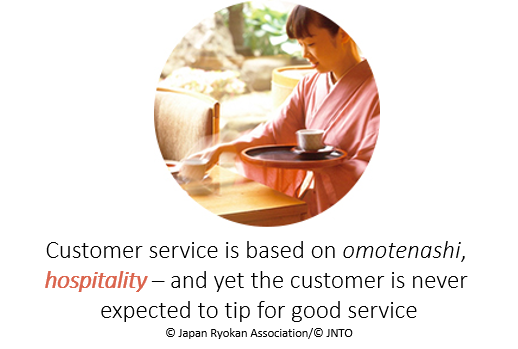 Customer service is based on omotenashi,
hospitality – and yet the customer is never
expected to tip for good service
© Japan Ryokan Association/© JNTO